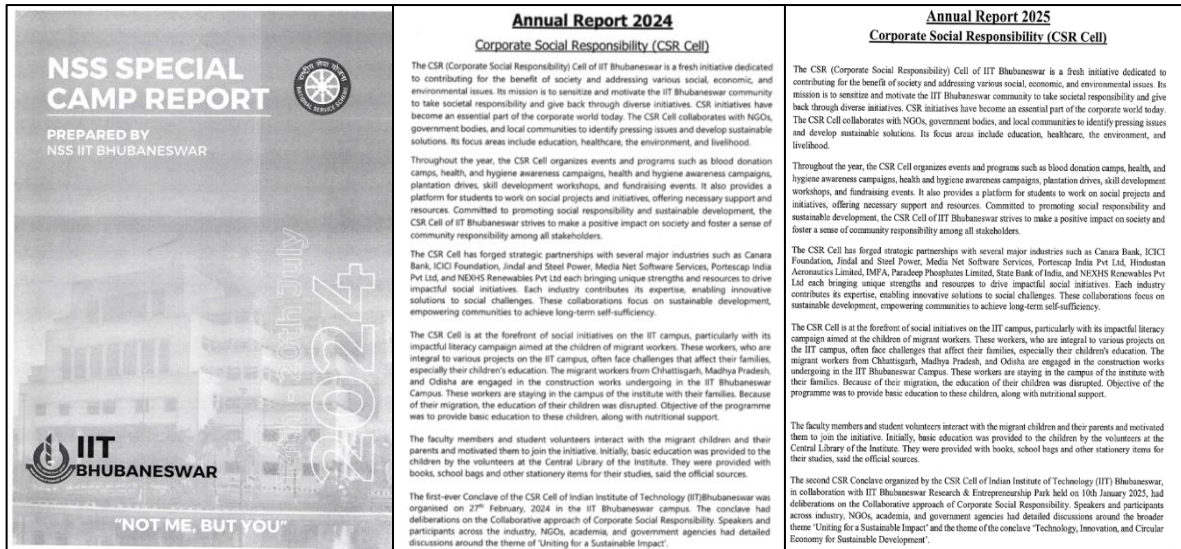 NSS SPECIAL
CAMP REPORT
PREPARED BY
NSS IIT BHUBANESWAR
NATIONAL SERVICE SCHEME
July
2024
IIT
BHUBANESWAR
"NOT ME, BUT YOU"
Annual Report 2024
Corporate Social Responsibility (CSR Cell)
The CSR (Corporate Social Responsibility) Cell of IIT Bhubaneswar is a fresh initiative dedicated
to contributing for the benefit of society and addressing various social, economic, and
environmental issues. Its mission is to sensitize and motivate the IIT Bhubaneswar community
to take societal responsibility and give back through diverse initiatives. CSR initiatives have
become an essential part of the corporate world today. The CSR Cell collaborates with NGOs,
government bodies, and local communities to identify pressing issues and develop sustainable
solutions. Its focus areas include education, healthcare, the environment, and livelihood.
Throughout the year, the CSR Cell organizes events and programs such as blood donation
camps, health, and hygiene awareness campaigns, health and hygiene awareness campaigns,
plantation drives, skill development workshops, and fundraising events. It also provides a
platform for students to work on social projects and initiatives, offering necessary support and
resources. Committed to promoting social responsibility and sustainable development, the
CSR Cell of IIT Bhubaneswar strives to make a positive impact on society and foster a sense of
community responsibility among all stakeholders.
The CSR Cell has forged strategic partnerships with several major industries such as Canara
Bank, ICICI Foundation, Jindal and Steel Power, Media Net Software Services, Portescap India
Pvt Ltd, and NEXHS Renewables Pvt Ltd each bringing unique strengths and resources to drive
impactful social initiatives. Each industry contributes its expertise, enabling innovative
solutions to social challenges. These collaborations focus on sustainable development,
empowering communities to achieve long-term self-sufficiency.
The CSR Cell is at the forefront of social initiatives on the IIT campus, particularly with its
impactful literacy campaign aimed at the children of migrant workers. These workers, who are
integral to various projects on the IIT campus, often face challenges that affect their families,
especially their children's education. The migrant workers from Chhattisgarh, Madhya Pradesh,
and Odisha are engaged in the construction works undergoing in the IIT Bhubaneswar
Campus. These workers are staying in the campus of the institute with their families. Because
of their migration, the education of their children was disrupted. Objective of the programme
was to provide basic education to these children, along with nutritional support.
The faculty members and student volunteers interact with the migrant children and their
parents and motivated them to join the initiative. Initially, basic education was provided to the
children by the volunteers at the Central Library of the Institute. They were provided with
books, school bags and other stationery items for their studies, said the official sources.
The first-ever Conclave of the CSR Cell of Indian Institute of Technology (IIT)Bhubaneswar was
organised on 27th February, 2024 in the IIT Bhubaneswar campus. The conclave had
deliberations on the Collaborative approach of Corporate Social Responsibility. Speakers and
participants across the industry, NGOs, academia, and government agencies had detailed
discussions around the theme of 'Uniting for a Sustainable Impact'.
Annual Report 2025
Corporate Social Responsibility (CSR Cell)
The CSR (Corporate Social Responsibility) Cell of IIT Bhubaneswar is a fresh initiative dedicated to
contributing for the benefit of society and addressing various social, economic, and environmental issues. Its
mission is to sensitize and motivate the IIT Bhubaneswar community to take societal responsibility and give
back through diverse initiatives. CSR initiatives have become an essential part of the corporate world today.
The CSR Cell collaborates with NGOs, government bodies, and local communities to identify pressing issues
and develop sustainable solutions. Its focus areas include education, healthcare, the environment, and
livelihood.
Throughout the year, the CSR Cell organizes events and programs such as blood donation camps, health, and
hygiene awareness campaigns, health and hygiene awareness campaigns, plantation drives, skill development
workshops, and fundraising events. It also provides a platform for students to work on social projects and
initiatives, offering necessary support and resources. Committed to promoting social responsibility and
sustainable development, the CSR Cell of IIT Bhubaneswar strives to make a positive impact on society and
foster a sense of community responsibility among all stakeholders.
The CSR Cell has forged strategic partnerships with several major industries such as Canara Bank, ICICI
Foundation, Jindal and Steel Power, Media Net Software Services, Portescap India Pvt Ltd, Hindustan
Aeronautics Limited, IMFA, Paradeep Phosphates Limited, State Bank of India, and NEXHS Renewables Pvt
Ltd each bringing unique strengths and resources to drive impactful social initiatives. Each industry
contributes its expertise, enabling innovative solutions to social challenges. These collaborations focus on
sustainable development, empowering communities to achieve long-term self-sufficiency.
The CSR Cell is at the forefront of social initiatives on the IIT campus, particularly with its impactful literacy
campaign aimed at the children of migrant workers. These workers, who are integral to various projects on
the IIT campus, often face challenges that affect their families, especially their children's education. The
migrant workers from Chhattisgarh, Madhya Pradesh, and Odisha are engaged in the construction works
undergoing in the IIT Bhubaneswar Campus. These workers are staying in the campus of the institute with
their families. Because of their migration, the education of their children was disrupted. Objective of the
programme was to provide basic education to these children, along with nutritional support.
The faculty members and student volunteers interact with the migrant children and their parents and motivated
them to join the initiative. Initially, basic education was provided to the children by the volunteers at the
Central Library of the Institute. They were provided with books, school bags and other stationery items for
their studies, said the official sources.
The second CSR Conclave organized by the CSR Cell of Indian Institute of Technology (IIT) Bhubaneswar,
in collaboration with IIT Bhubaneswar Research & Entrepreneurship Park held on 10th January 2025, had
deliberations on the Collaborative approach of Corporate Social Responsibility. Speakers and participants
across industry, NGOs, academia, and government agencies had detailed discussions around the broader
theme 'Uniting for a Sustainable Impact' and the theme of the conclave 'Technology, Innovation, and Circular
Economy for Sustainable Development'.